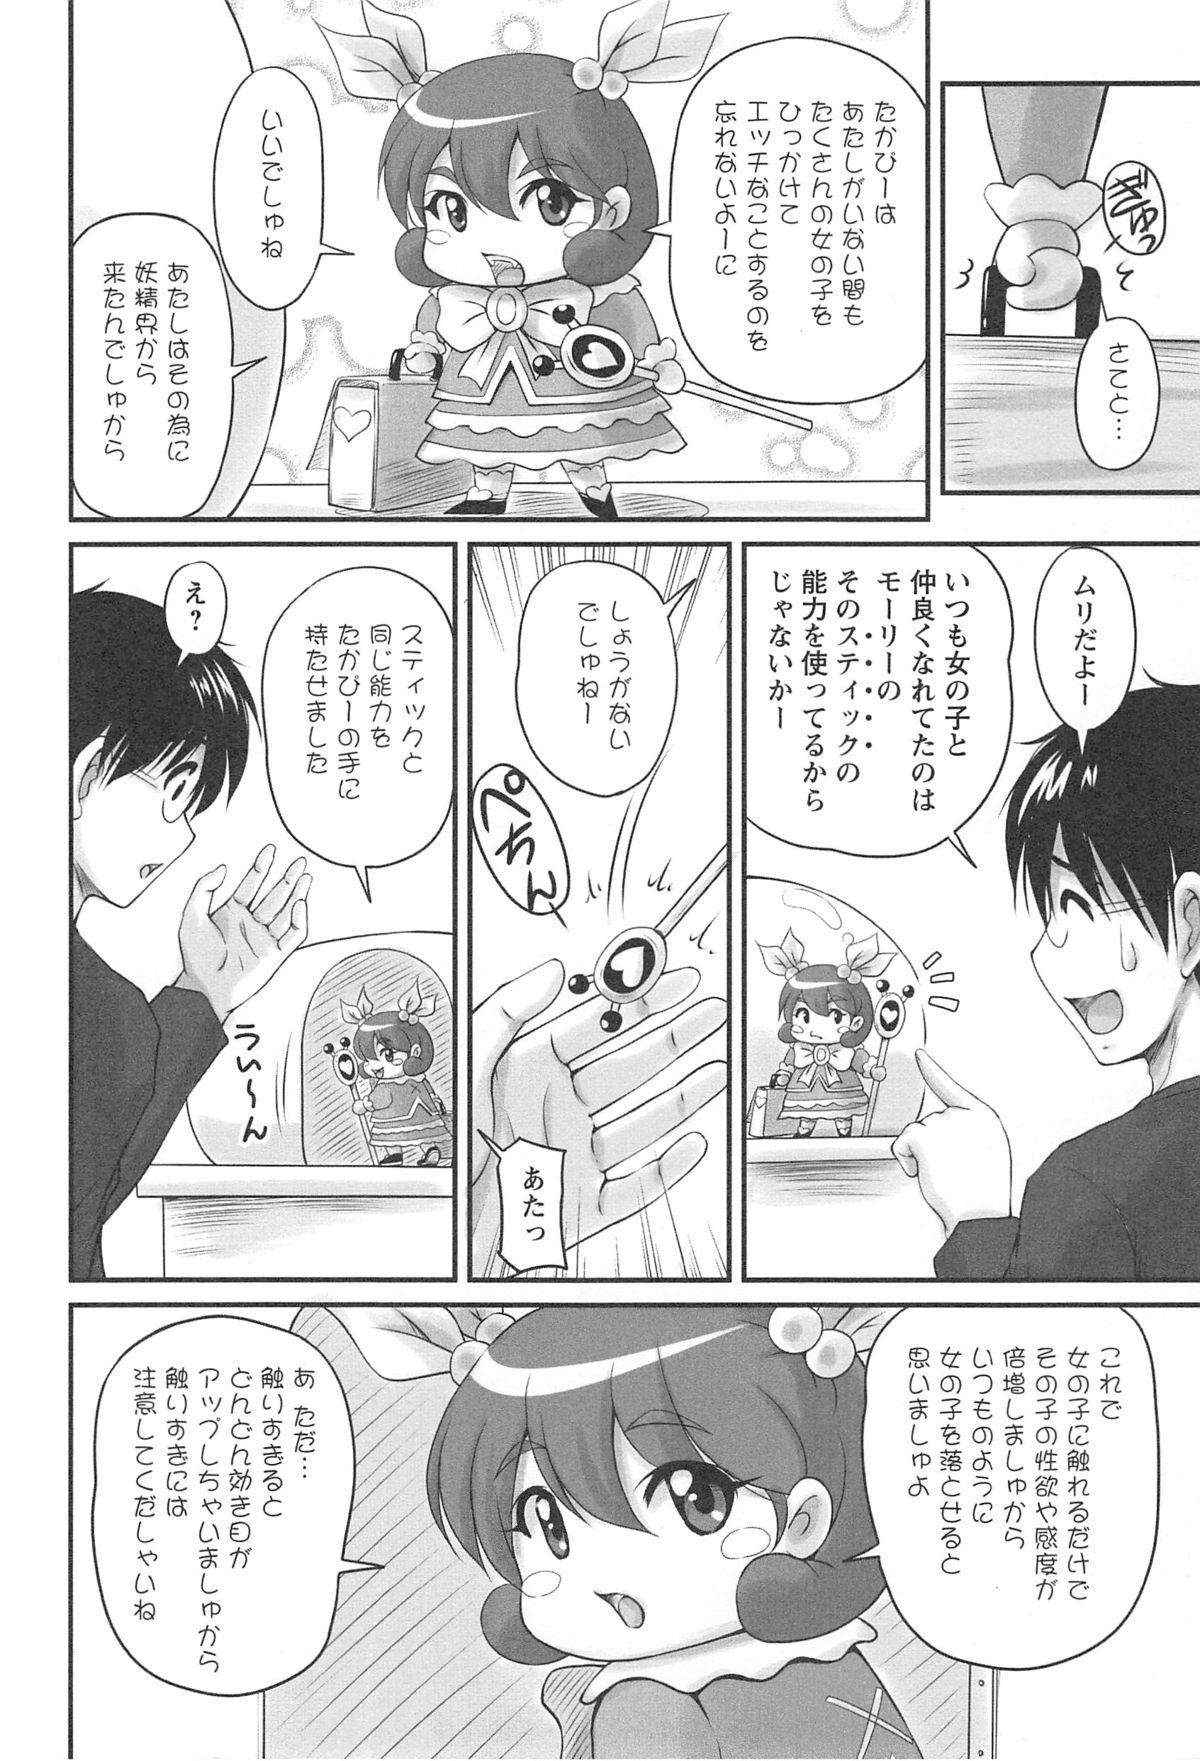 ぎゅっ
さてと…
たかぴーは
あたしがいない間も
たくさんの女の子を
ひっかけて
エッチなことするのを
忘れないよーに
いいでしゅね
あたしはその為に
妖精界から
来たんでしゅから
ムリだよー
いつも女の子と
仲良くなれてたのは
モーリーの
そのスティックの
能力を使ってるから
じゃないかー
しょうがない
でしゅねー
ぺちん
あたっ
スティックと
同じ能力を
たかぴーの手に
持たせました
え?
うぃ〜ん
これで
女の子に触れるだけで
その子の性欲や感度が
倍増しましゅから
いつものように
女の子を落とせると
思いましゅよ
あ ただ…
触りすぎると
どんどん効き目が
アップしちゃいましゅから
触りすぎには
注意してくだしゃいね